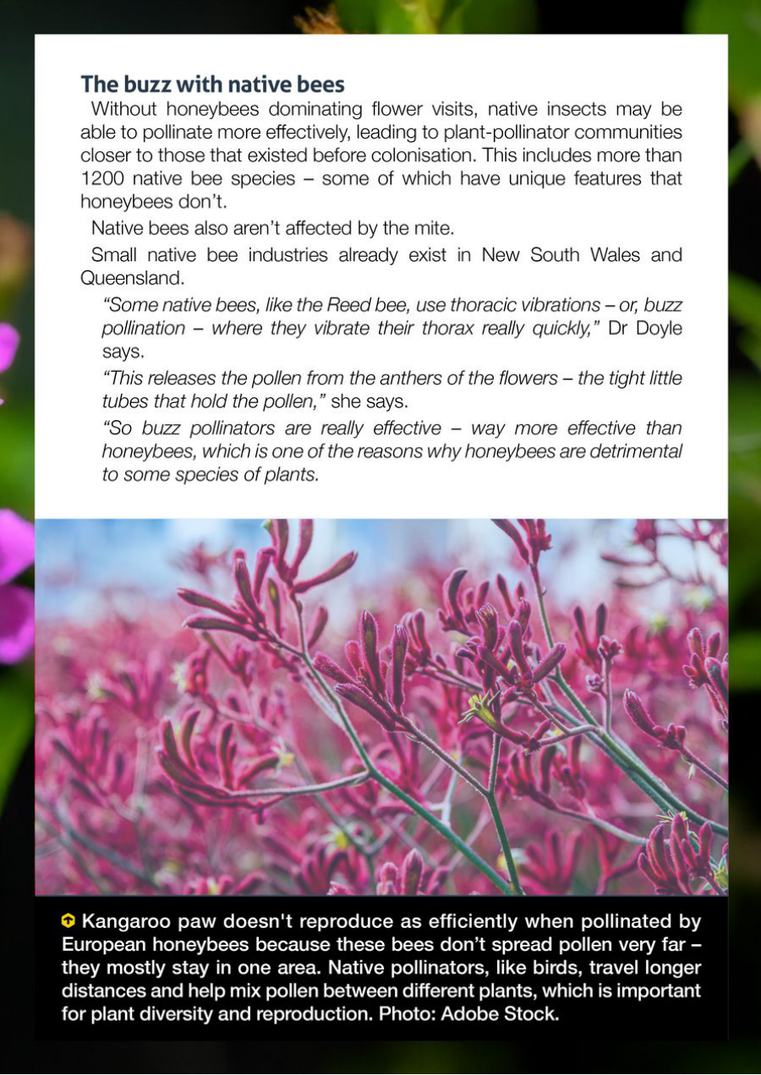 The buzz with native bees
Without honeybees dominating flower visits, native insects may be
able to pollinate more effectively, leading to plant-pollinator communities
closer to those that existed before colonisation. This includes more than
1200 native bee species – some of which have unique features that
honeybees don’t.
Native bees also aren’t affected by the mite.
Small native bee industries already exist in New South Wales and
Queensland.
“Some native bees, like the Reed bee, use thoracic vibrations – or, buzz
pollination – where they vibrate their thorax really quickly,” Dr Doyle
says.
“This releases the pollen from the anthers of the flowers – the tight little
tubes that hold the pollen,” she says.
“So buzz pollinators are really effective – way more effective than
honeybees, which is one of the reasons why honeybees are detrimental
to some species of plants.
Kangaroo paw doesn't reproduce as efficiently when pollinated by
European honeybees because these bees don’t spread pollen very far –
they mostly stay in one area. Native pollinators, like birds, travel longer
distances and help mix pollen between different plants, which is important
for plant diversity and reproduction. Photo: Adobe Stock.